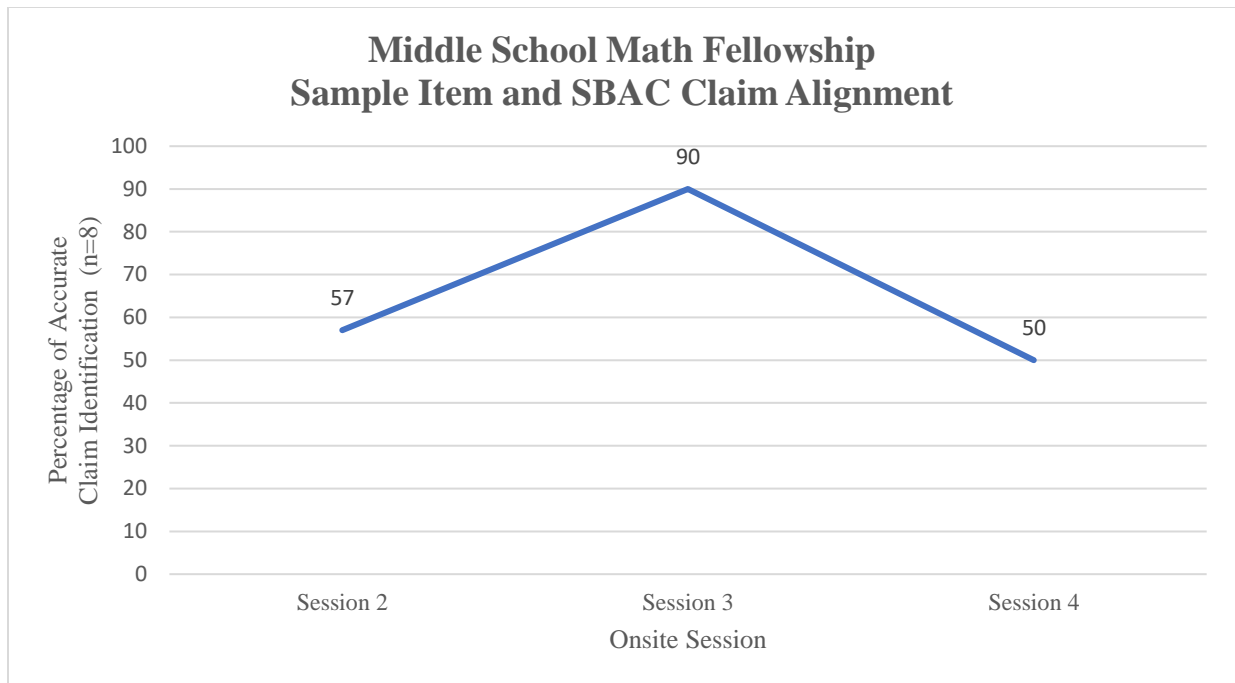 Middle School Math Fellowship
Sample Item and SBAC Claim Alignment
Percentage of Accurate
Claim Identification (n=8)
100
90
80
70
60
50
40
30
20
10
0
57
90
50
Session 2
Session 3
Session 4
Onsite Session